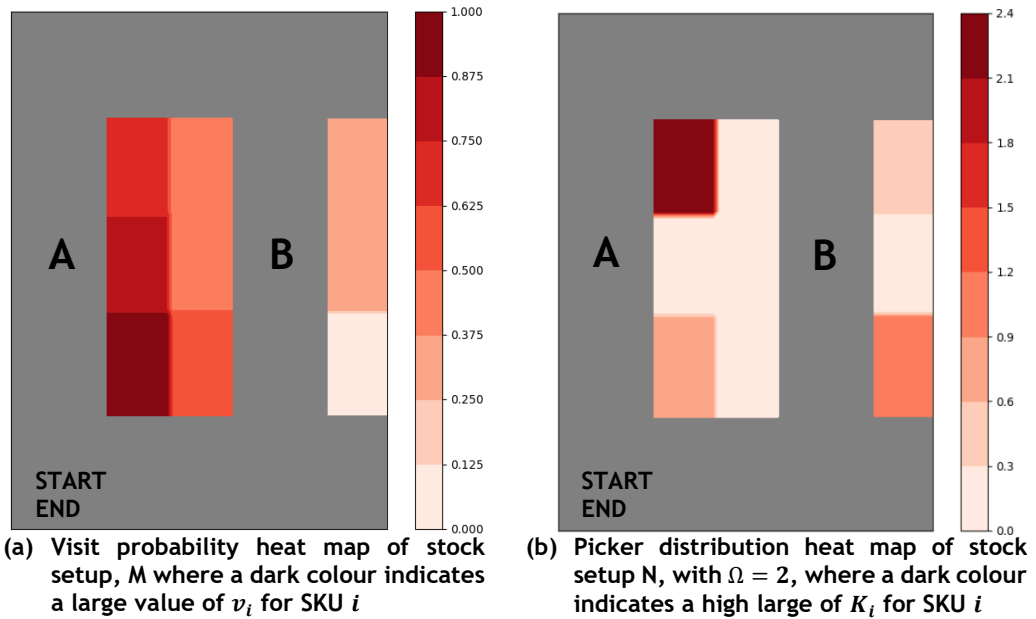 1.000
0.875
0.750
0.625
0.500
0.375
0.250
0.125
0.000
A
B
START
END
(a) Visit probability heat map of stock
setup, M where a dark colour indicates
a large value of v_i for SKU i
2.4
2.1
1.8
1.5
1.2
0.9
0.6
0.3
0.0
A
B
START
END
(b) Picker distribution heat map of stock
setup N, with Ω = 2, where a dark colour
indicates a high large of K_i for SKU i